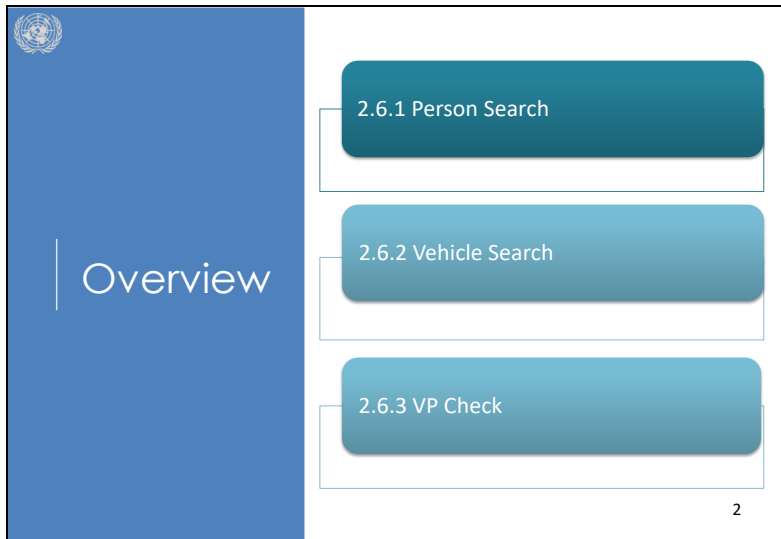 Overview
2.6.1 Person Search
2.6.2 Vehicle Search
2.6.3 VP Check
2